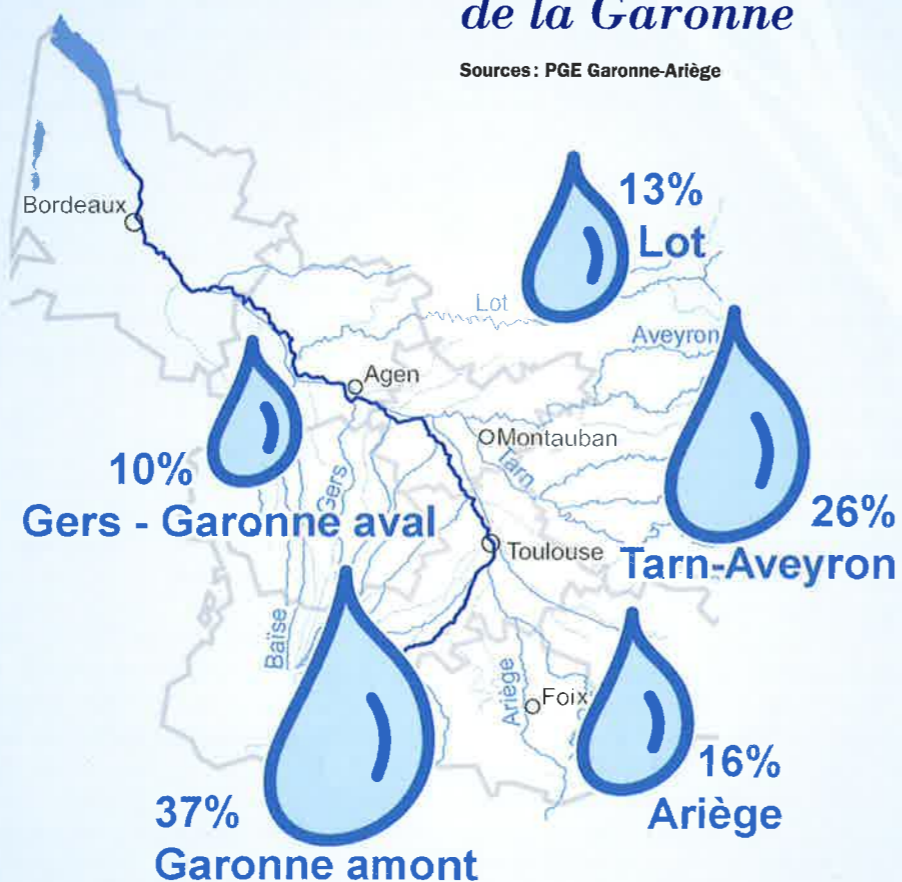 de la Garonne
Sources: PGE Garonne-Ariège
13%
Lot
Bordeaux
Lot
Aveyron
Agen
Montauban
Tarn
10%
Gers
Gers - Garonne aval
26%
Tarn-Aveyron
Toulouse
Baïse
Ariège
Foix
16%
Ariège
37%
Garonne amont